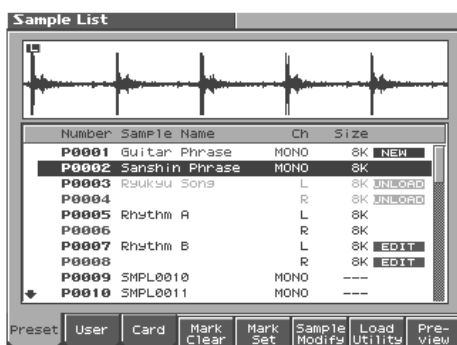 Sample List
L
Number Sample Name Ch Size
P0001 Guitar Phrase MONO 8K NEW
P0002 Sanshin Phrase MONO 8K
P0003 Ryukyu Song L 8K UNLOAD
P0004 R 8K UNLOAD
P0005 Rhythm A L 8K
P0006 R 8K
P0007 Rhythm B L 8K EDIT
P0008 R 8K EDIT
P0009 SMPL0010 MONO ---
P0010 SMPL0011 MONO ---
Preset User Card Mark Clear Mark Set Sample Modify Load Utility Pre-view